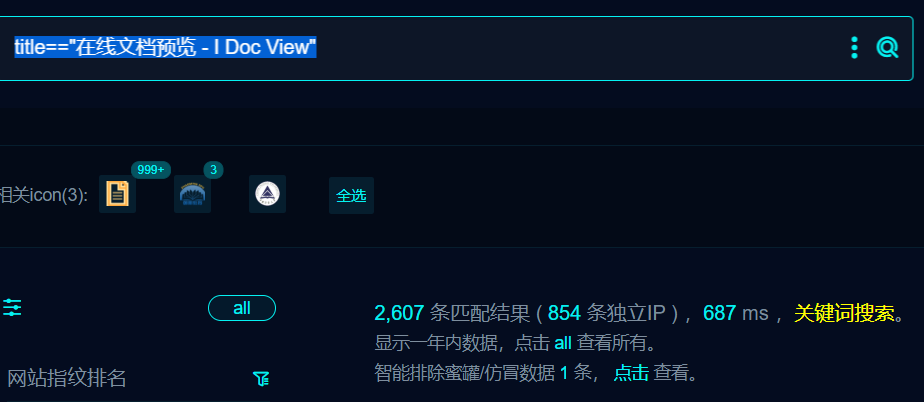 title=="在线文档预览 - I Doc View"
999+
3
相关icon(3):
全选
all
2,607 条匹配结果 ( 854 条独立IP ) ，687 ms ，关键词搜索。
显示一年内数据，点击 all 查看所有。
网站指纹排名
智能排除蜜罐/仿冒数据 1 条， 点击 查看。